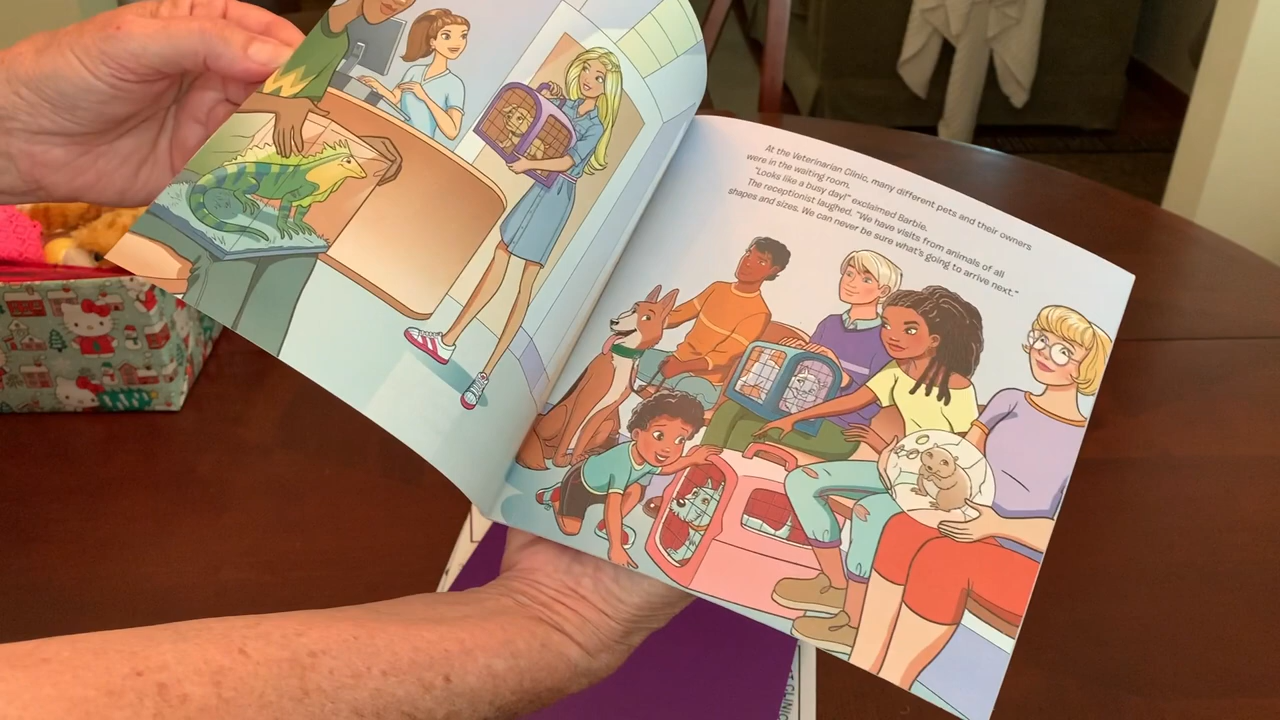 At the Veterinarian Clinic, many different pets and their owners
were in the waiting room.
"Looks like a busy day!" exclaimed Barbie.
The receptionist laughed. "We have visits from animals of all
shapes and sizes. We can never be sure what's going to arrive next."
CLINIC